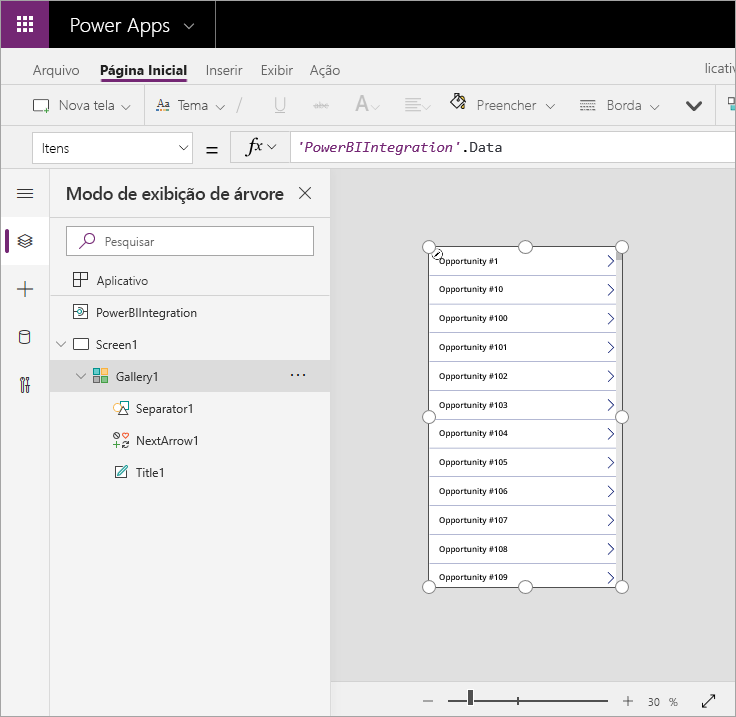 Power Apps
Arquivo Página Inicial Inserir Exibir Ação licativ
Nova tela Aa Tema / U abc A Preencher Borda
Itens = fx 'PowerBIIntegration'.Data
Modo de exibição de árvore
Pesquisar
Aplicativo
PowerBIIntegration
Screen1
Gallery1 ...
Separator1
NextArrow1
Title1
Opportunity #1
Opportunity #10
Opportunity #100
Opportunity #101
Opportunity #102
Opportunity #103
Opportunity #104
Opportunity #105
Opportunity #106
Opportunity #107
Opportunity #108
Opportunity #109
30 %